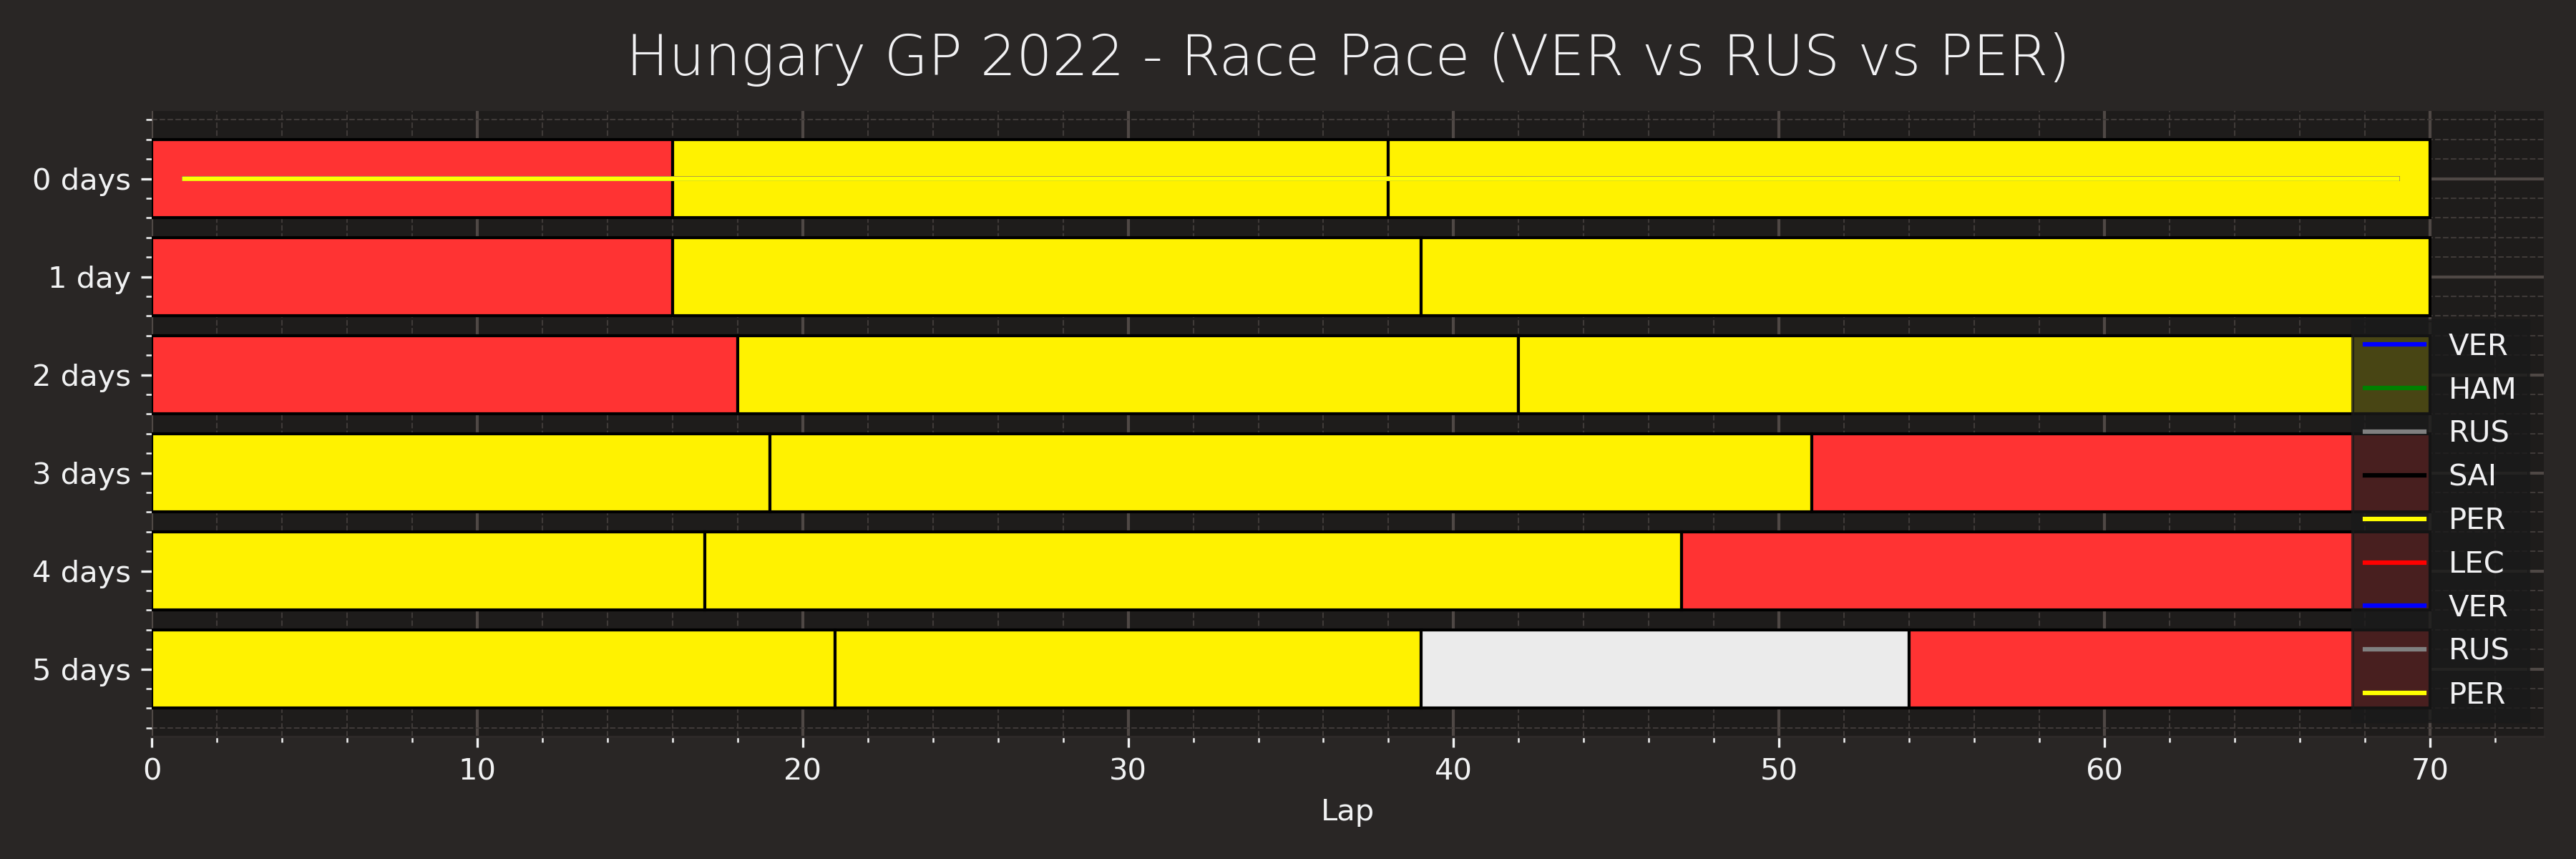 Hungary GP 2022 - Race Pace (VER vs RUS vs PER)
0 days
1 day
2 days
3 days
4 days
5 days
VER
HAM
RUS
SAI
PER
LEC
VER
RUS
PER
0 10 20 30 40 50 60 70
Lap